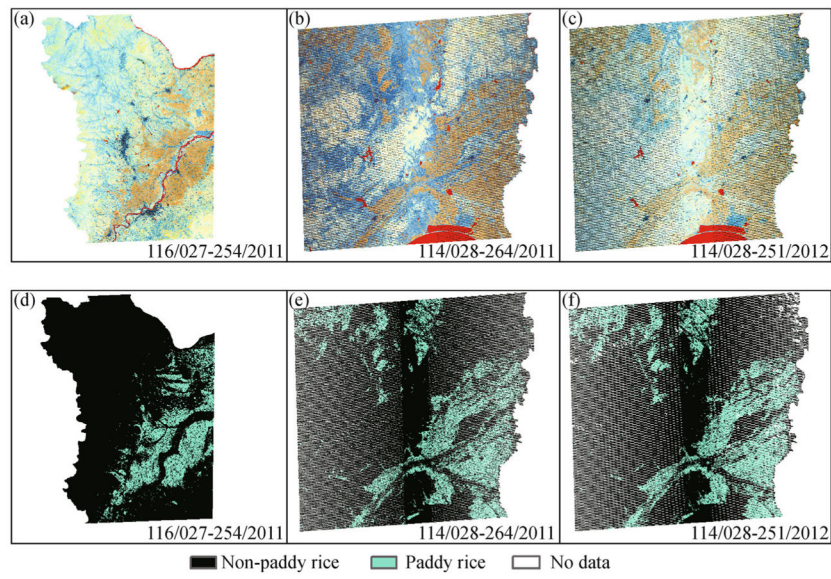 (a)
(b)
(c)
116/027-254/2011
114/028-264/2011
114/028-251/2012
(d)
(e)
(f)
116/027-254/2011
114/028-264/2011
114/028-251/2012
Non-paddy rice
Paddy rice
No data